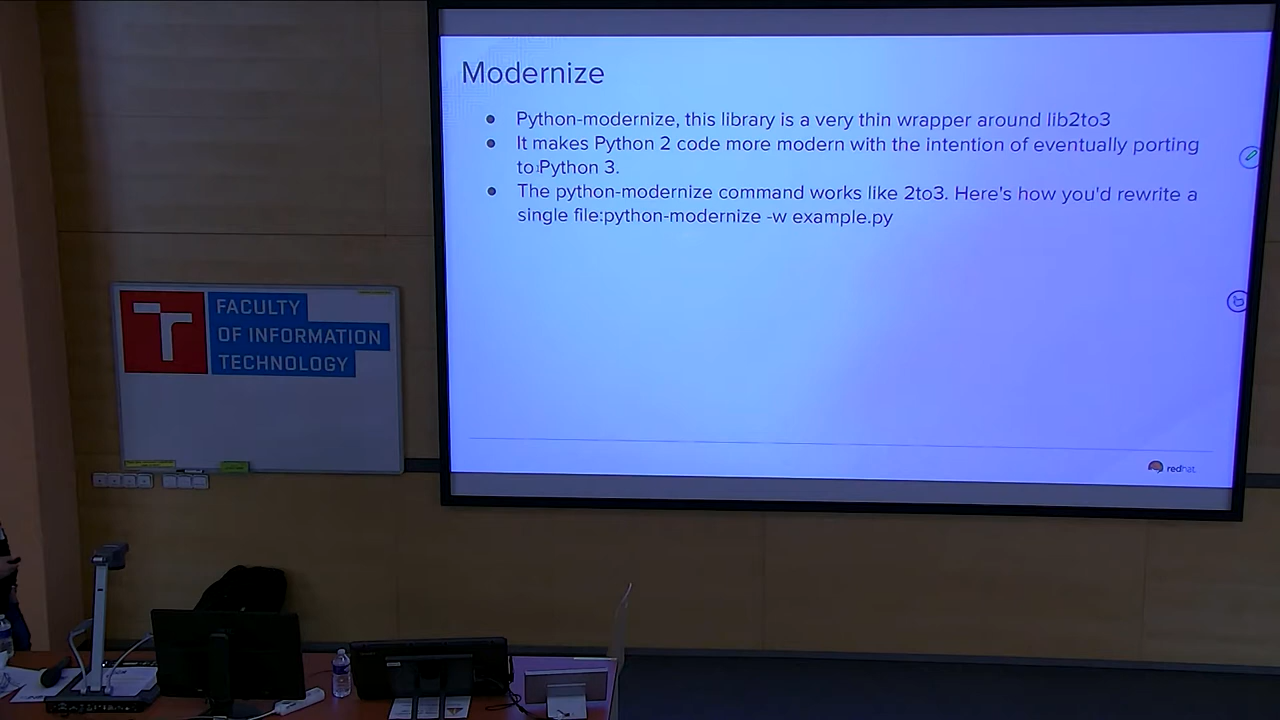 Modernize
Python-modernize, this library is a very thin wrapper around lib2to3
It makes Python 2 code more modern with the intention of eventually porting
to Python 3.
The python-modernize command works like 2to3. Here's how you'd rewrite a
single file:python-modernize -w example.py
redhat.
T
FACULTY
OF INFORMATION
TECHNOLOGY